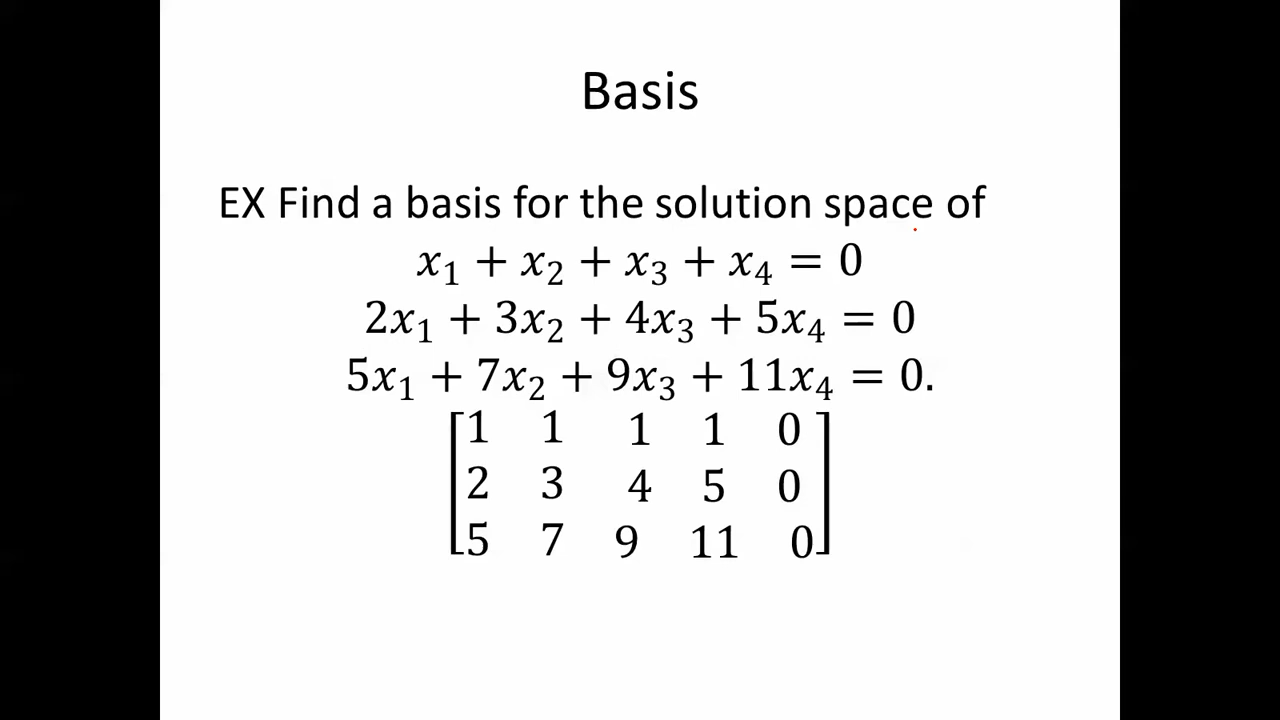 Basis
EX Find a basis for the solution space of
x₁ + x₂ + x₃ + x₄ = 0
2x₁ + 3x₂ + 4x₃ + 5x₄ = 0
5x₁ + 7x₂ + 9x₃ + 11x₄ = 0.
1 1 1 1 0
2 3 4 5 0
5 7 9 11 0